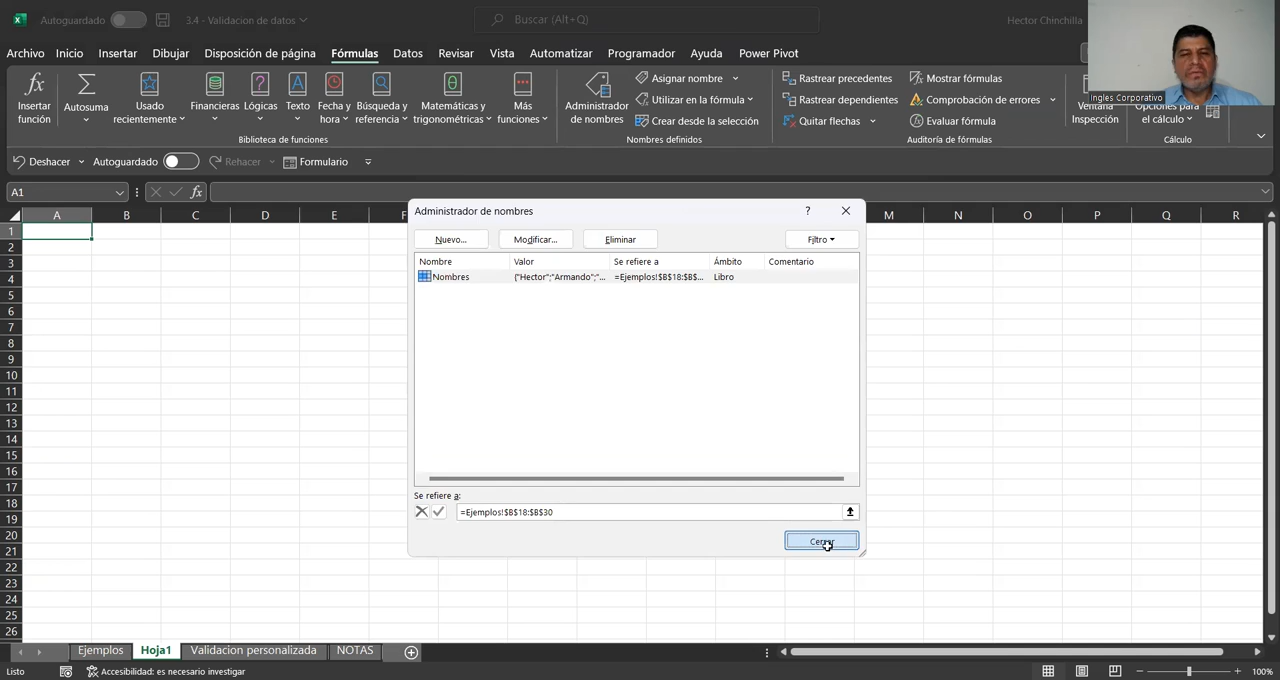 Autoguardado
3.4 - Validacion de datos
Buscar (Alt+Q)
Hector Chinchilla
Archivo Inicio Insertar Dibujar Disposición de página Fórmulas Datos Revisar Vista Automatizar Programador Ayuda Power Pivot
Insertar función
Autosuma
Usado recientemente
Financieras
Lógicas
Texto
Fecha y hora
Búsqueda y referencia
Matemáticas y trigonométricas
Más funciones
Biblioteca de funciones
Administrador de nombres
Asignar nombre
Utilizar en la fórmula
Crear desde la selección
Nombres definidos
Rastrear precedentes
Rastrear dependientes
Quitar flechas
Mostrar fórmulas
Comprobación de errores
Evaluar fórmula
Auditoría de fórmulas
Ventana Inspección
Opciones para el cálculo
Cálculo
Ingles Corporativo
Deshacer Autoguardado Rehacer Formulario
A1
fx
A B C D E F M N O P Q R
1
2
3
4
5
6
7
8
9
10
11
12
13
14
15
16
17
18
19
20
21
22
23
24
25
26
Administrador de nombres
?
Nuevo... Modificar... Eliminar Filtro
Nombre Valor Se refiere a Ámbito Comentario
Nombres {"Hector";"Armando";"... =Ejemplos!$B$18:$B$... Libro
Se refiere a:
=Ejemplos!$B$18:$B$30
Cerrar
Ejemplos Hoja1 Validacion personalizada NOTAS
Listo
Accesibilidad: es necesario investigar
100%